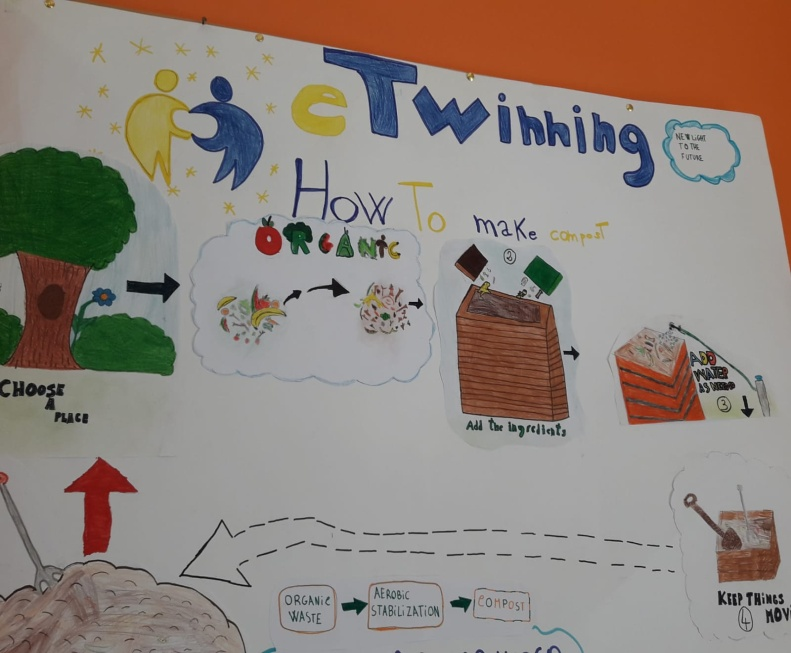 eTwinning
NEW LIGHT
TO THE
FUTURE
How To make compost
ORGANIC
②
CHOOSE
A
PLACE
Add the ingredients
ADD
WATER
AS NEEDED
③
KEEP THINGS
④ MOVI
ORGANIC
WASTE
AEROBIC
STABILIZATION
COMPOST